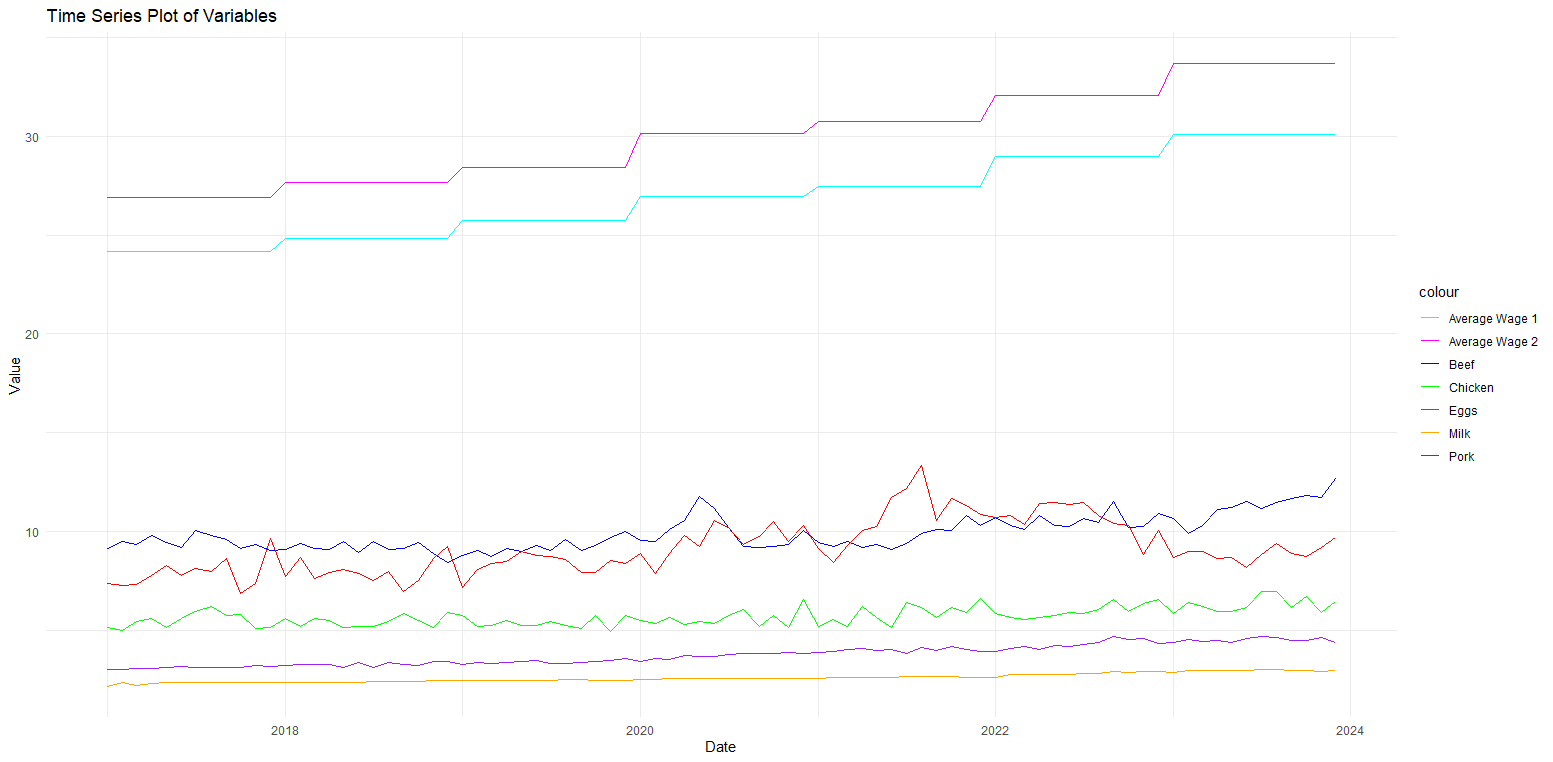 Time Series Plot of Variables
30
20
10
Value
2018
2020
2022
2024
Date
colour
Average Wage 1
Average Wage 2
Beef
Chicken
Eggs
Milk
Pork